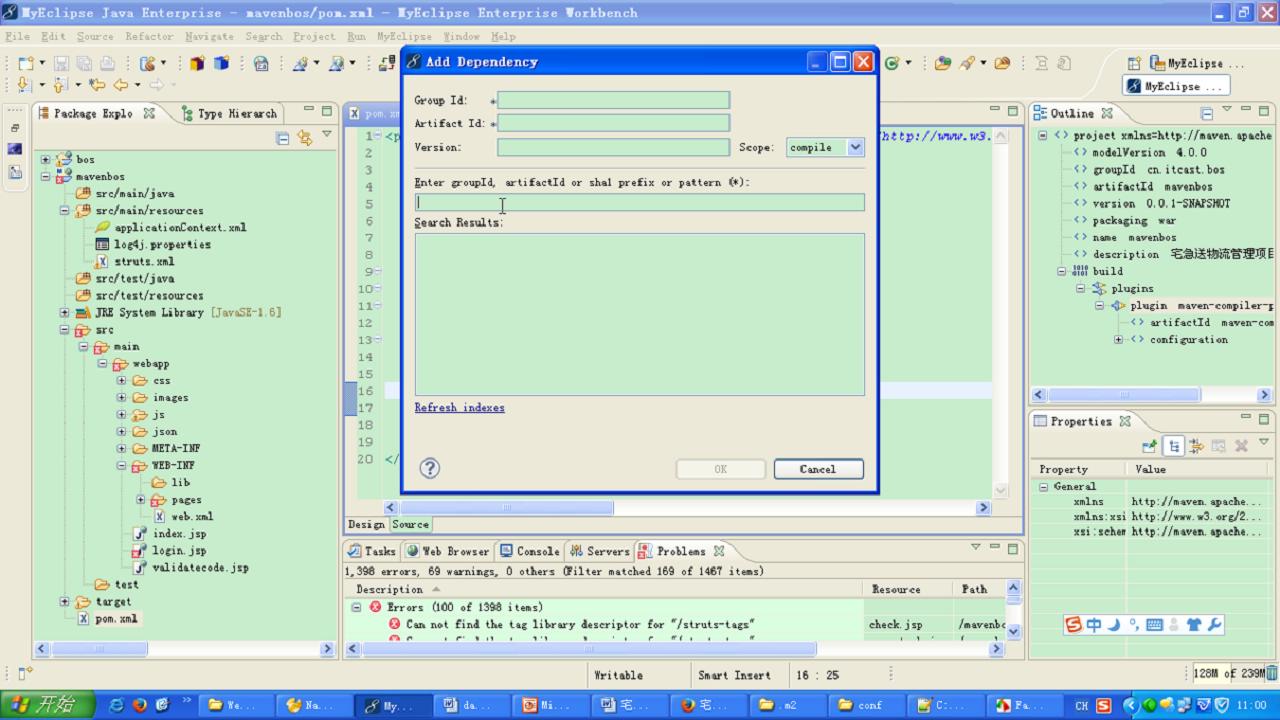 MyEclipse Java Enterprise - mavenbos/pom.xml - MyEclipse Enterprise Workbench
File Edit Source Refactor Navigate Search Project Run MyEclipse Window Help
MyEclipse ...
MyEclipse ...
Package Explo Type Hierarchy
bos
mavenbos
src/main/java
src/main/resources
applicationContext.xml
log4j.properties
struts.xml
src/test/java
src/test/resources
JRE System Library [JavaSE-1.6]
src
main
webapp
css
images
js
json
META-INF
WEB-INF
lib
pages
web.xml
index.jsp
login.jsp
validatecode.jsp
test
target
pom.xml
pom.
1 <p "http://www.w3.
2
3
4
5
6
7
8
9
10
11
12
13
14
15
16
17
18
19
20 </
Design Source
Add Dependency
Group Id: *
Artifact Id: *
Version: Scope: compile
Enter groupId, artifactId or sha1 prefix or pattern (*):
Search Results:
Refresh indexes
? OK Cancel
Outline
project xmlns=http://maven.apache
modelVersion 4.0.0
groupId cn.itcast.bos
artifactId mavenbos
version 0.0.1-SNAPSHOT
packaging war
name mavenbos
description 宅急送物流管理项目
build
plugins
plugin maven-compiler-p
artifactId maven-com
configuration
Properties
Property Value
General
xmlns http://maven.apache...
xmlns:xsi http://www.w3.org/2...
xsi:schem http://maven.apache...
Tasks Web Browser Console Servers Problems
1,398 errors, 69 warnings, 0 others (Filter matched 169 of 1467 items)
Description Resource Path
Errors (100 of 1398 items)
Can not find the tag library descriptor for "/struts-tags" check.jsp /mavenbo
中
Writable Smart Insert 16 : 25 128M of 239M
开始 We... Na... My... da... Mi... 宅... 宅... .m2 conf C:... Fa... CH 11:00